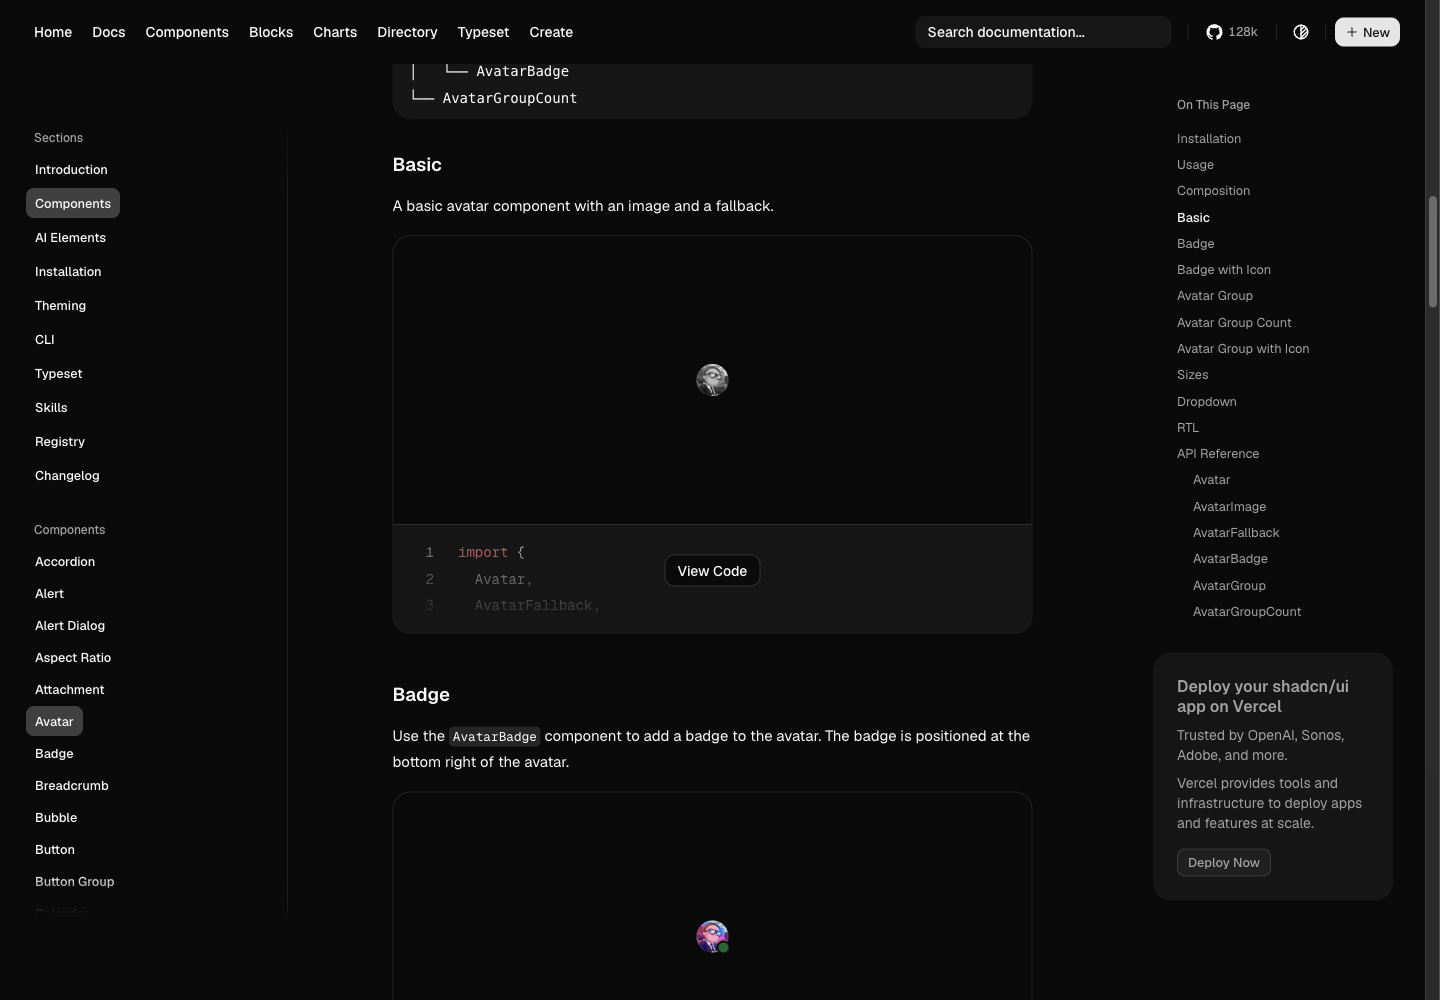 Home
Docs
Components
Blocks
Charts
Directory
Typeset
Create
Search documentation...
128k
New
Sections
Introduction
Components
AI Elements
Installation
Theming
CLI
Typeset
Skills
Registry
Changelog
Components
Accordion
Alert
Alert Dialog
Aspect Ratio
Attachment
Avatar
Badge
Breadcrumb
Bubble
Button
Button Group
│   └── AvatarBadge
└── AvatarGroupCount
Basic
A basic avatar component with an image and a fallback.
1 import {
2 Avatar,
3 AvatarFallback,
View Code
Badge
Use the AvatarBadge component to add a badge to the avatar. The badge is positioned at the
bottom right of the avatar.
On This Page
Installation
Usage
Composition
Basic
Badge
Badge with Icon
Avatar Group
Avatar Group Count
Avatar Group with Icon
Sizes
Dropdown
RTL
API Reference
Avatar
AvatarImage
AvatarFallback
AvatarBadge
AvatarGroup
AvatarGroupCount
Deploy your shadcn/ui
app on Vercel
Trusted by OpenAI, Sonos,
Adobe, and more.
Vercel provides tools and
infrastructure to deploy apps
and features at scale.
Deploy Now